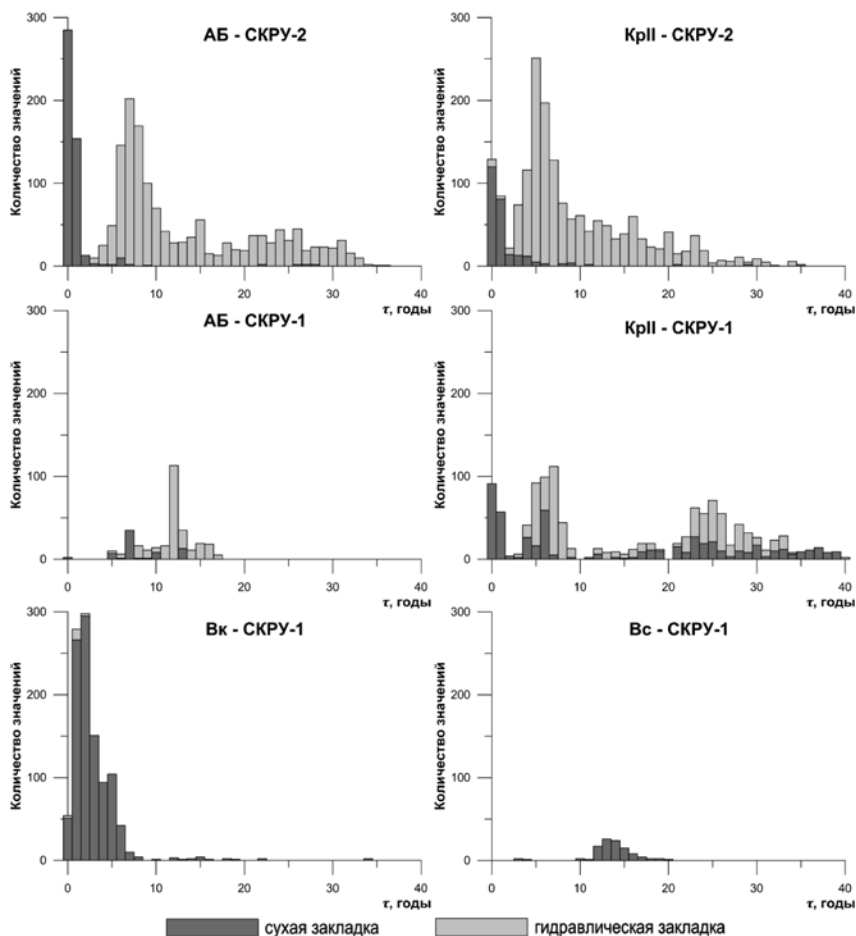 АБ - СКРУ-2
Количество значений
300
200
100
0
0
10
20
30
40
τ, годы
КрII - СКРУ-2
Количество значений
300
200
100
0
0
10
20
30
40
τ, годы
АБ - СКРУ-1
Количество значений
300
200
100
0
0
10
20
30
40
τ, годы
КрII - СКРУ-1
Количество значений
300
200
100
0
0
10
20
30
40
τ, годы
Вк - СКРУ-1
Количество значений
300
200
100
0
0
10
20
30
40
τ, годы
Вс - СКРУ-1
Количество значений
300
200
100
0
0
10
20
30
40
τ, годы
сухая закладка
гидравлическая закладка